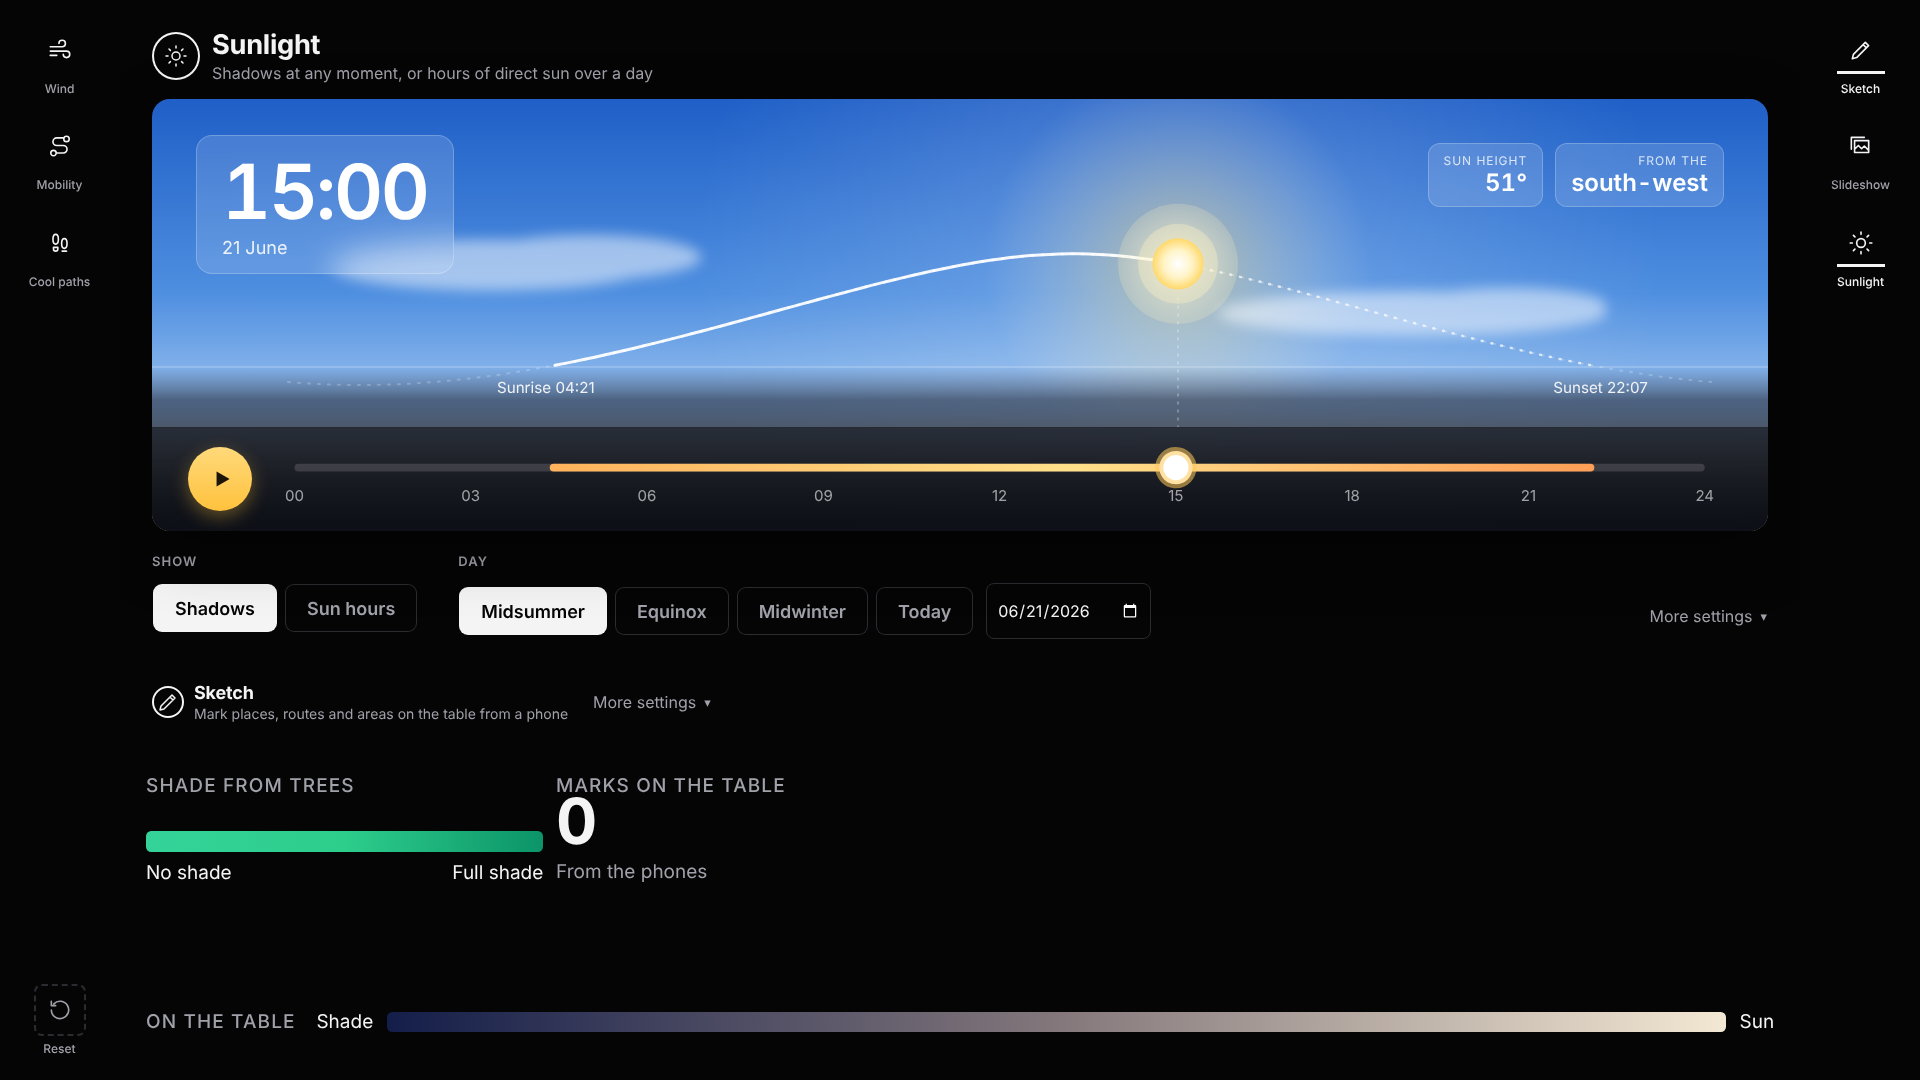 Wind
Mobility
Cool paths
Reset
Sunlight
Shadows at any moment, or hours of direct sun over a day
15:00
21 June
SUN HEIGHT
51°
FROM THE
south-west
Sunrise 04:21
Sunset 22:07
00 03 06 09 12 15 18 21 24
SHOW
Shadows
Sun hours
DAY
Midsummer
Equinox
Midwinter
Today
06/21/2026
More settings
Sketch
Mark places, routes and areas on the table from a phone
More settings
SHADE FROM TREES
No shade
Full shade
MARKS ON THE TABLE
0
From the phones
ON THE TABLE
Shade
Sun
Sketch
Slideshow
Sunlight